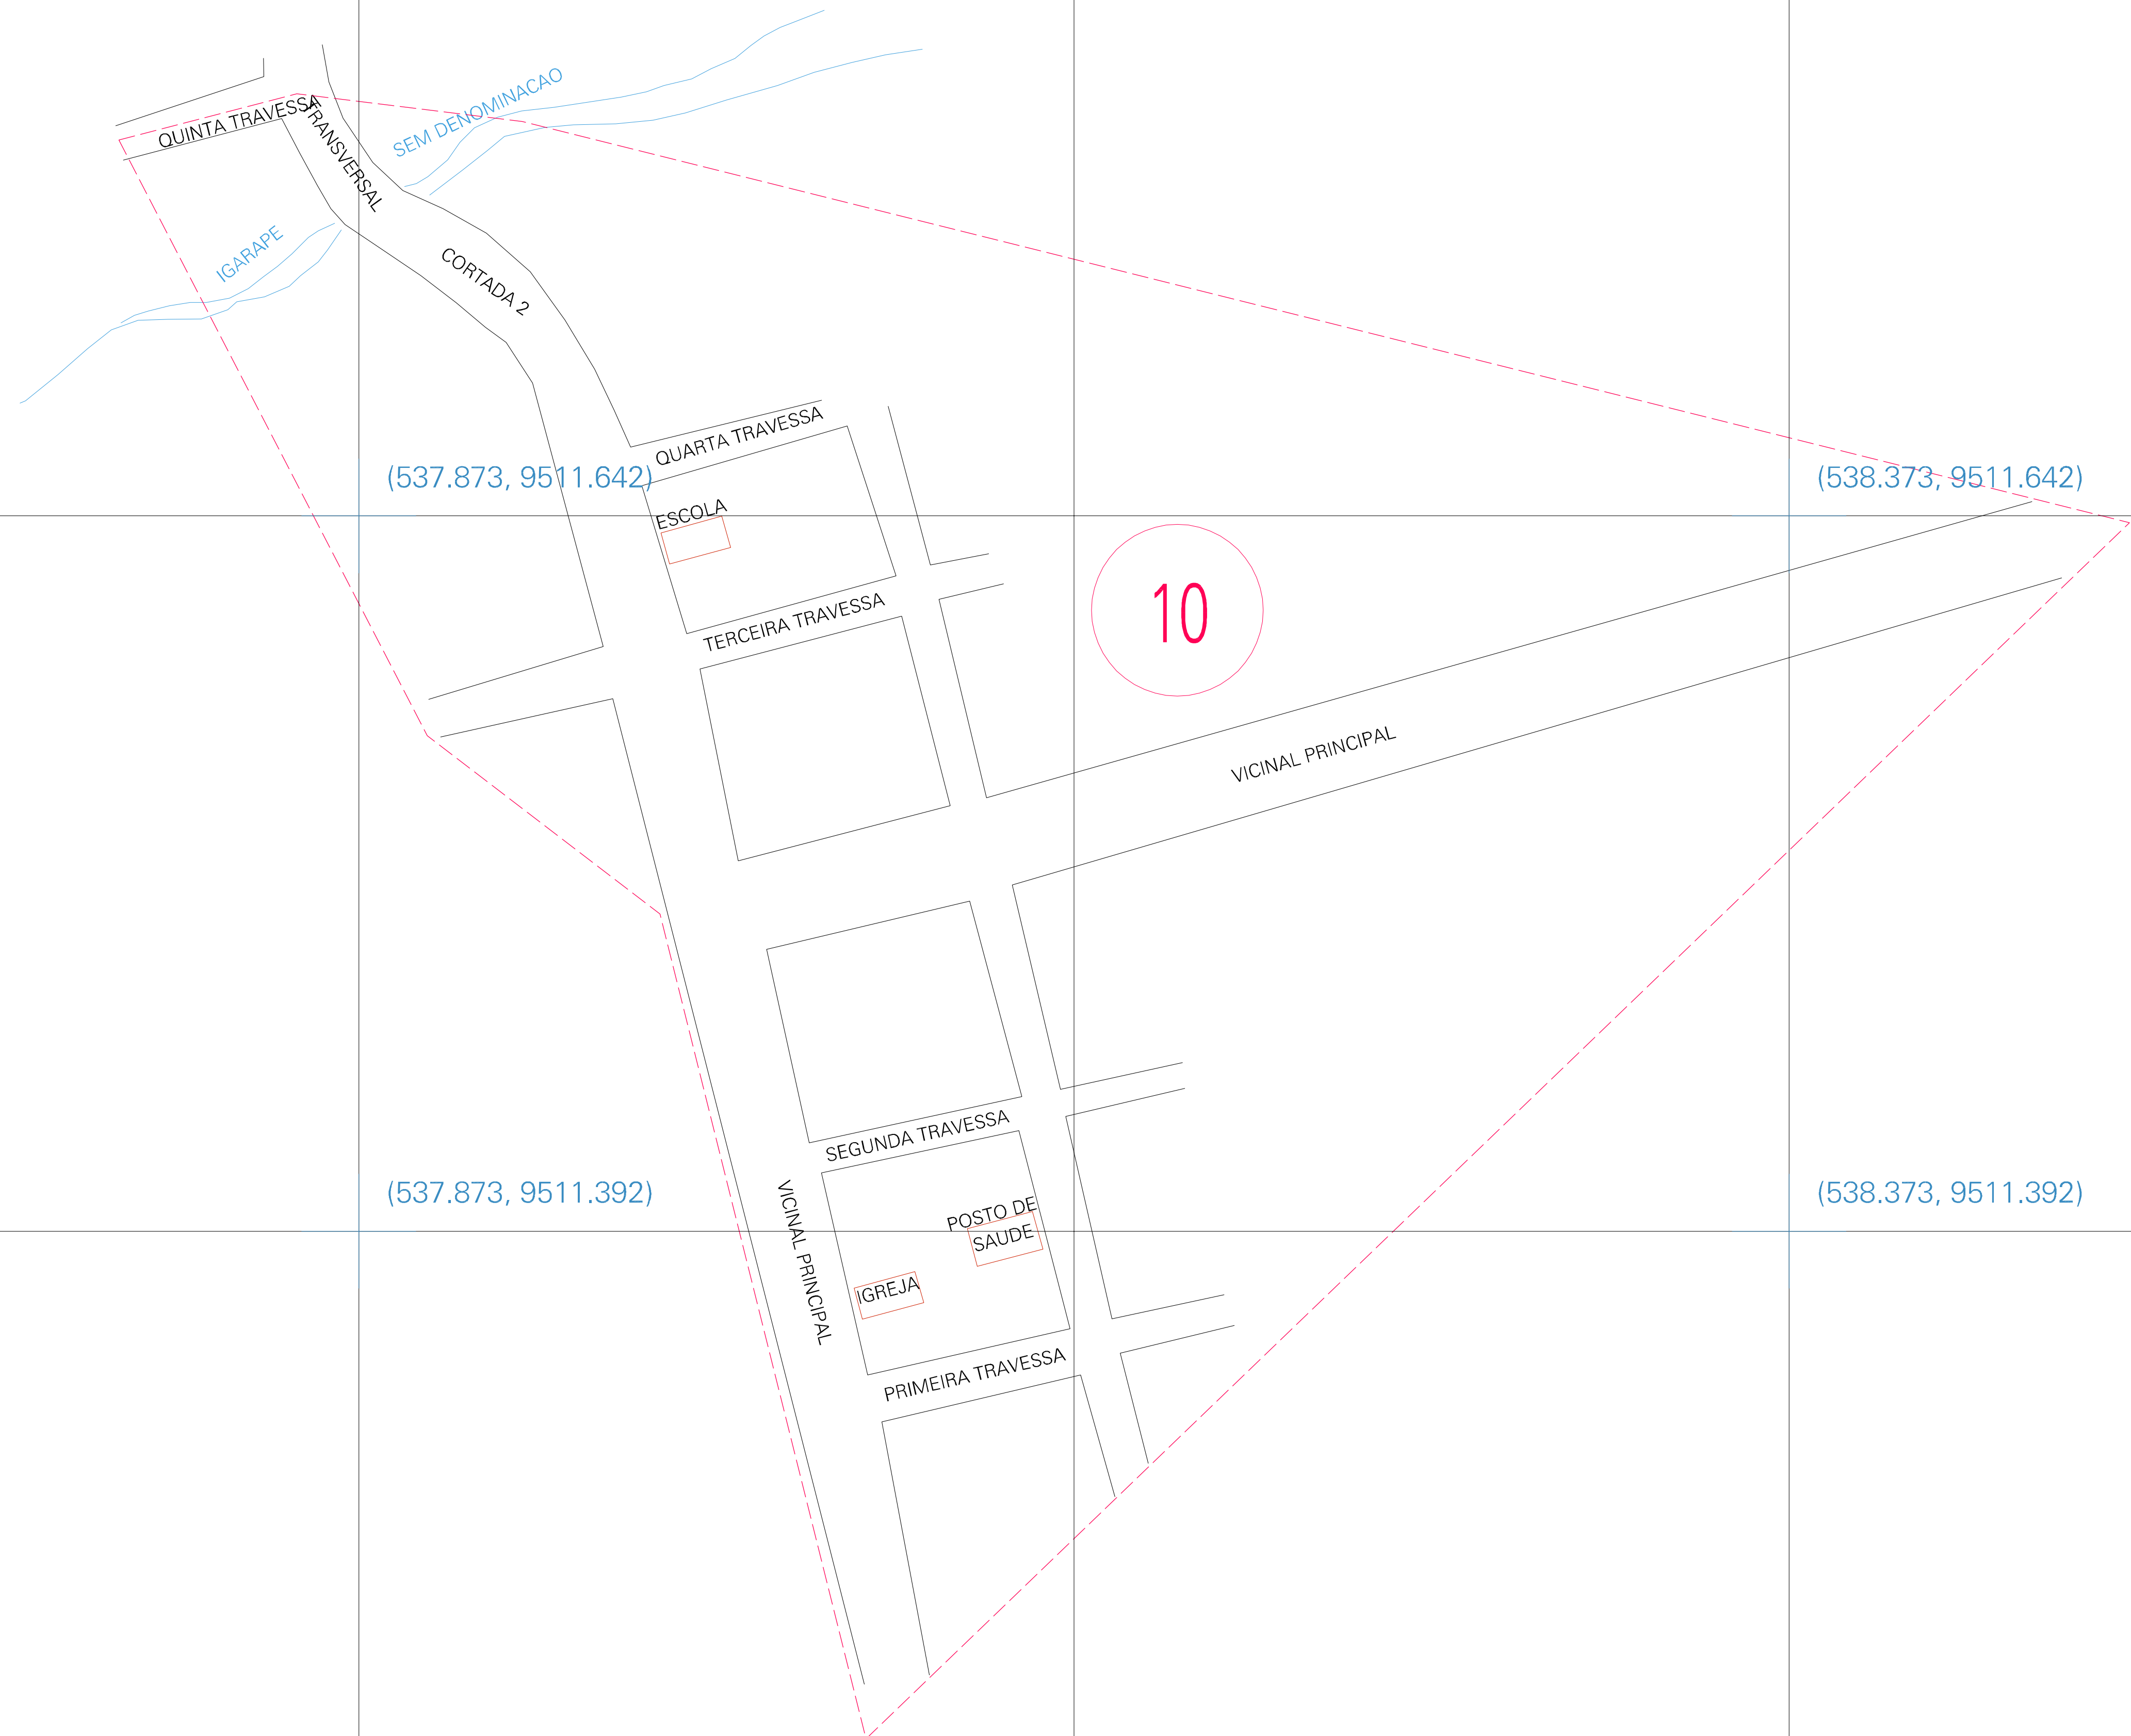 SEM DENOMINACAO
QUINTA TRAVESSA
TRANSVERSAL
IGARAPE
CORTADA 2
QUARTA TRAVESSA
(537.873, 9511.642)
(538.373, 9511.642)
ESCOLA
10
TERCEIRA TRAVESSA
VICINAL PRINCIPAL
SEGUNDA TRAVESSA
(537.873, 9511.392)
(538.373, 9511.392)
VICINAL PRINCIPAL
POSTO DE
SAUDE
IGREJA
PRIMEIRA TRAVESSA